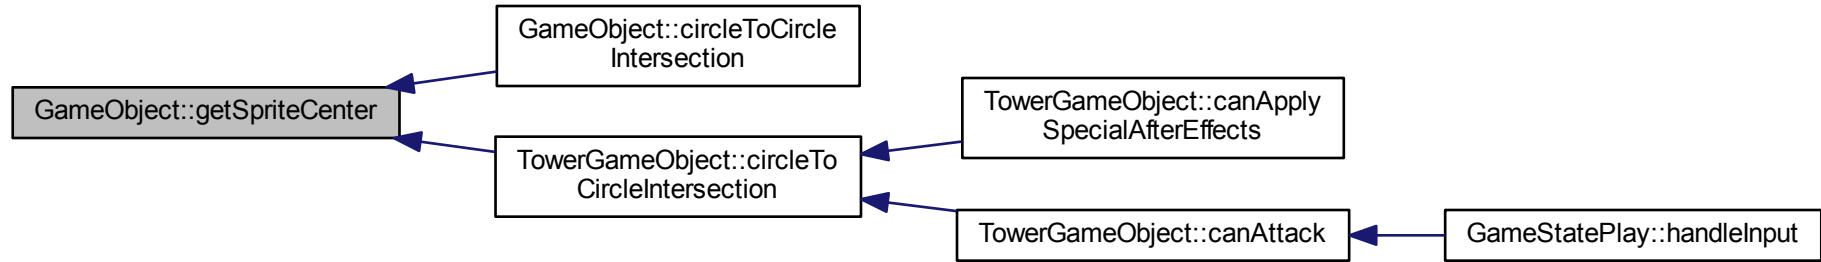 GameObject::getSpriteCenter
GameObject::circleToCircle
Intersection
TowerGameObject::circleTo
CircleIntersection
TowerGameObject::canApply
SpecialAfterEffects
TowerGameObject::canAttack
GameStatePlay::handleInput